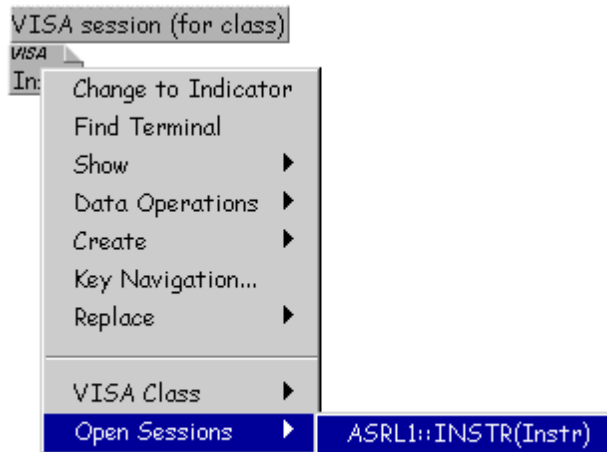 VISA session (for class)
VISA
Change to Indicator
Find Terminal
Show
Data Operations
Create
Key Navigation...
Replace
VISA Class
Open Sessions
ASRL1::INSTR(Instr)